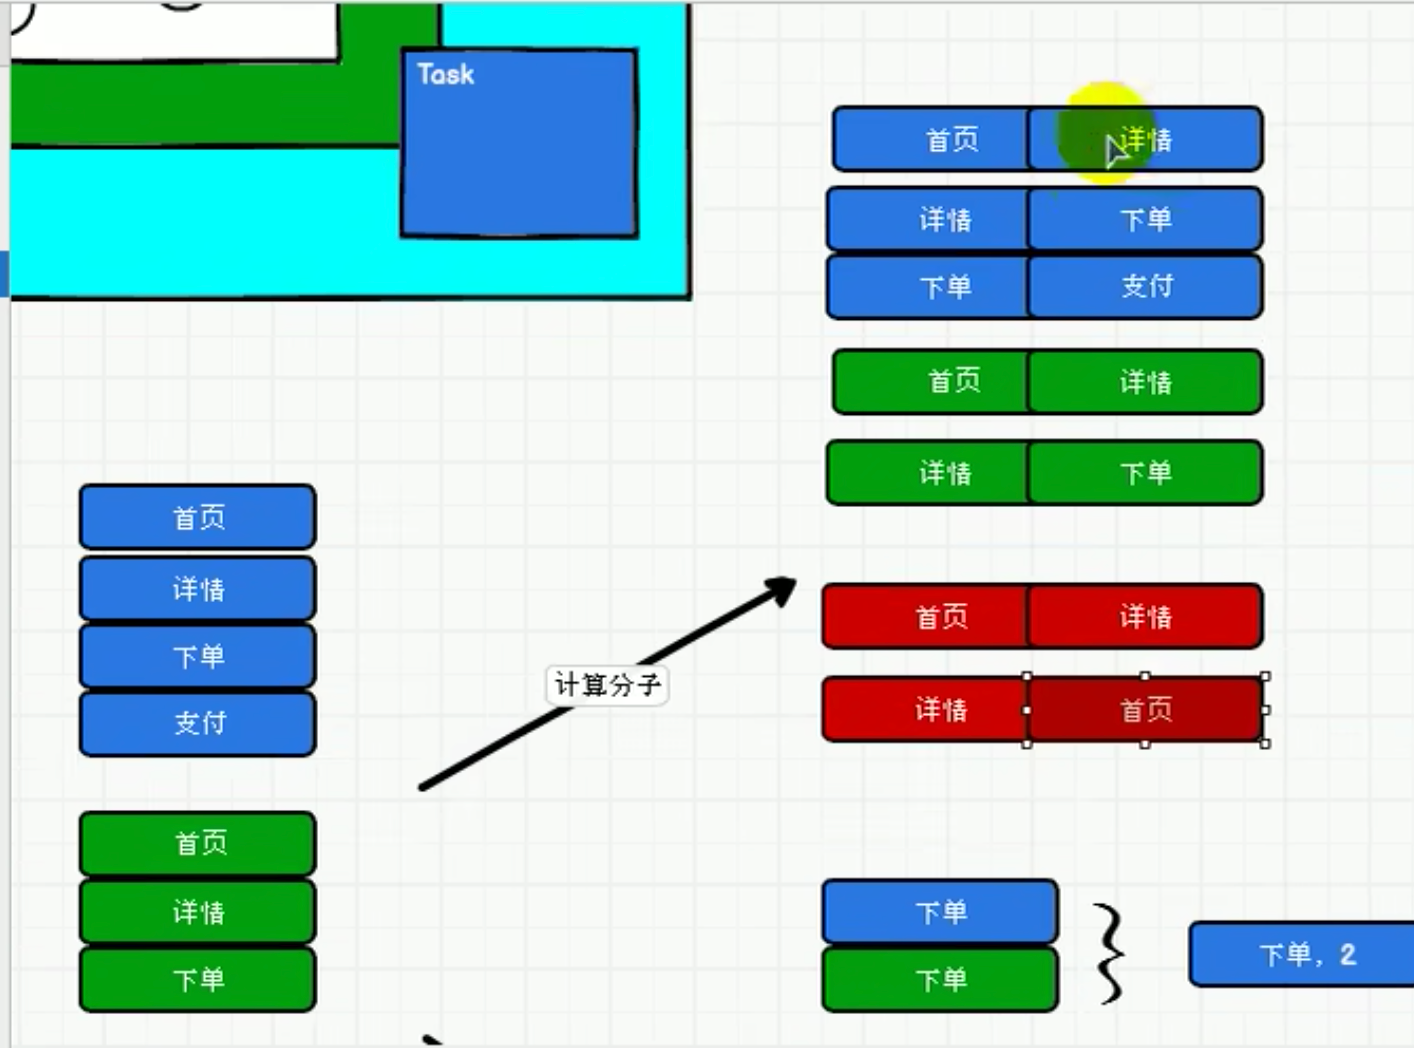 Task
首页 详情
详情 下单
下单 支付
首页 详情
详情 下单
首页
详情
下单
支付
计算分子
首页 详情
详情 首页
首页
详情
下单
下单
下单
下单，2